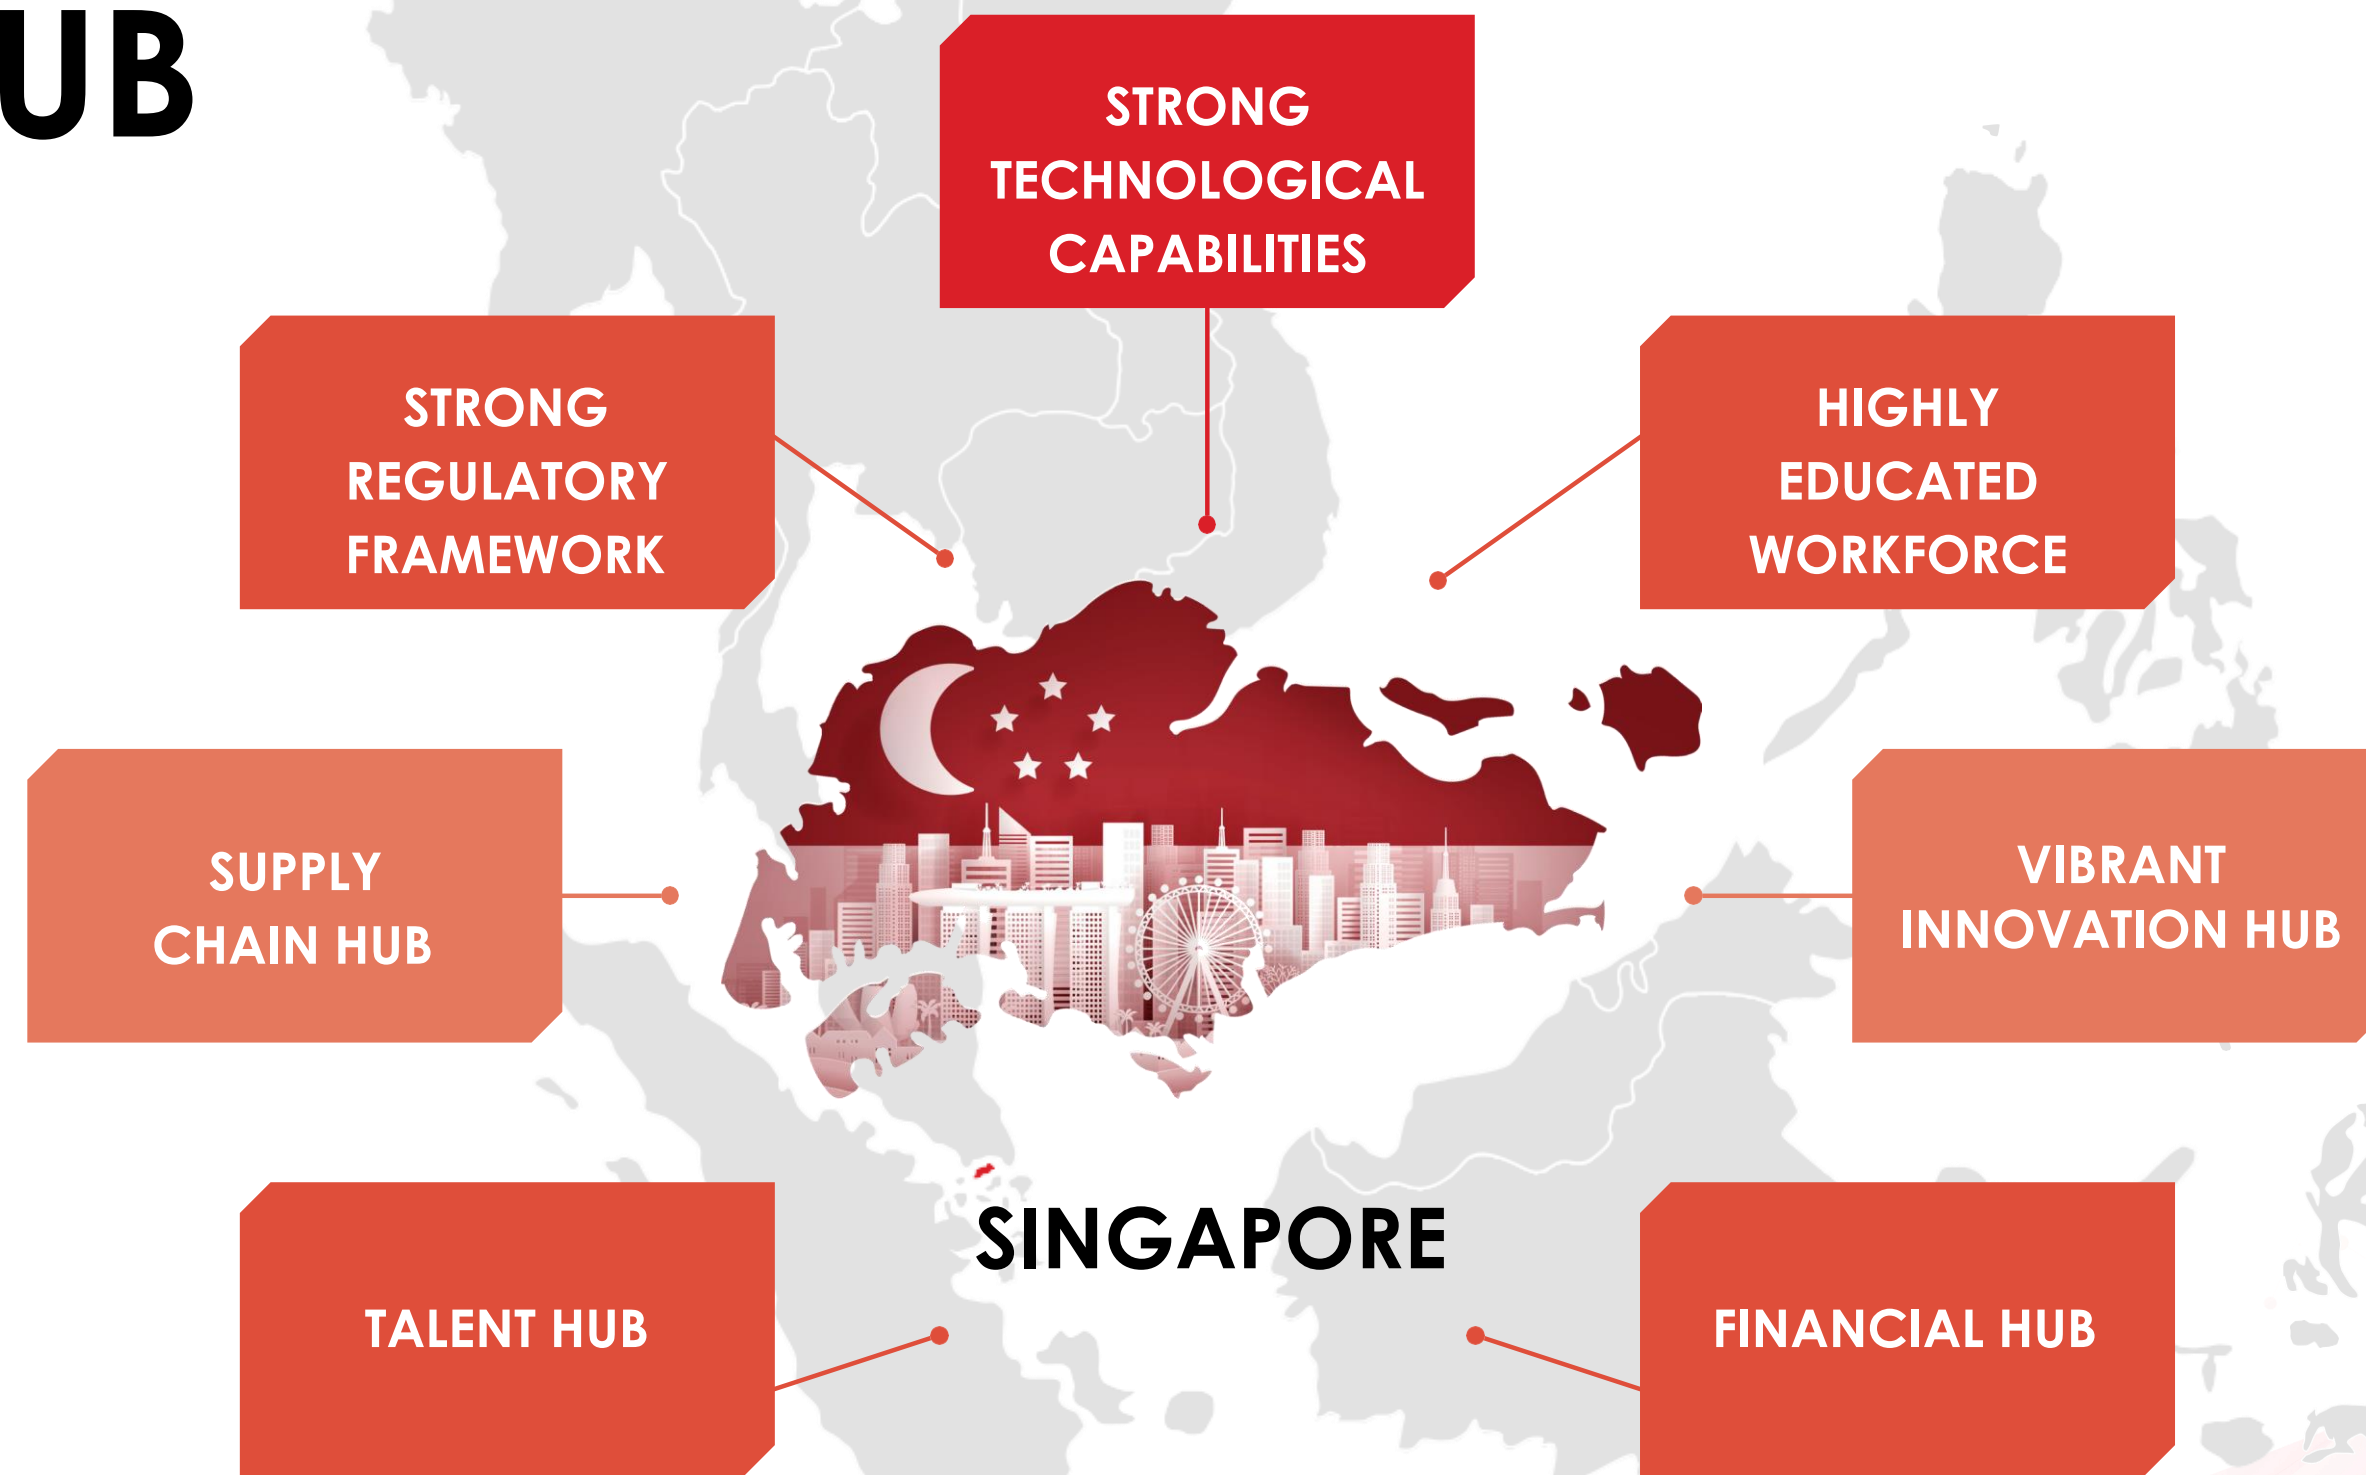 UB
STRONG
TECHNOLOGICAL
CAPABILITIES
STRONG
REGULATORY
FRAMEWORK
HIGHLY
EDUCATED
WORKFORCE
SUPPLY
CHAIN HUB
VIBRANT
INNOVATION HUB
SINGAPORE
TALENT HUB
FINANCIAL HUB